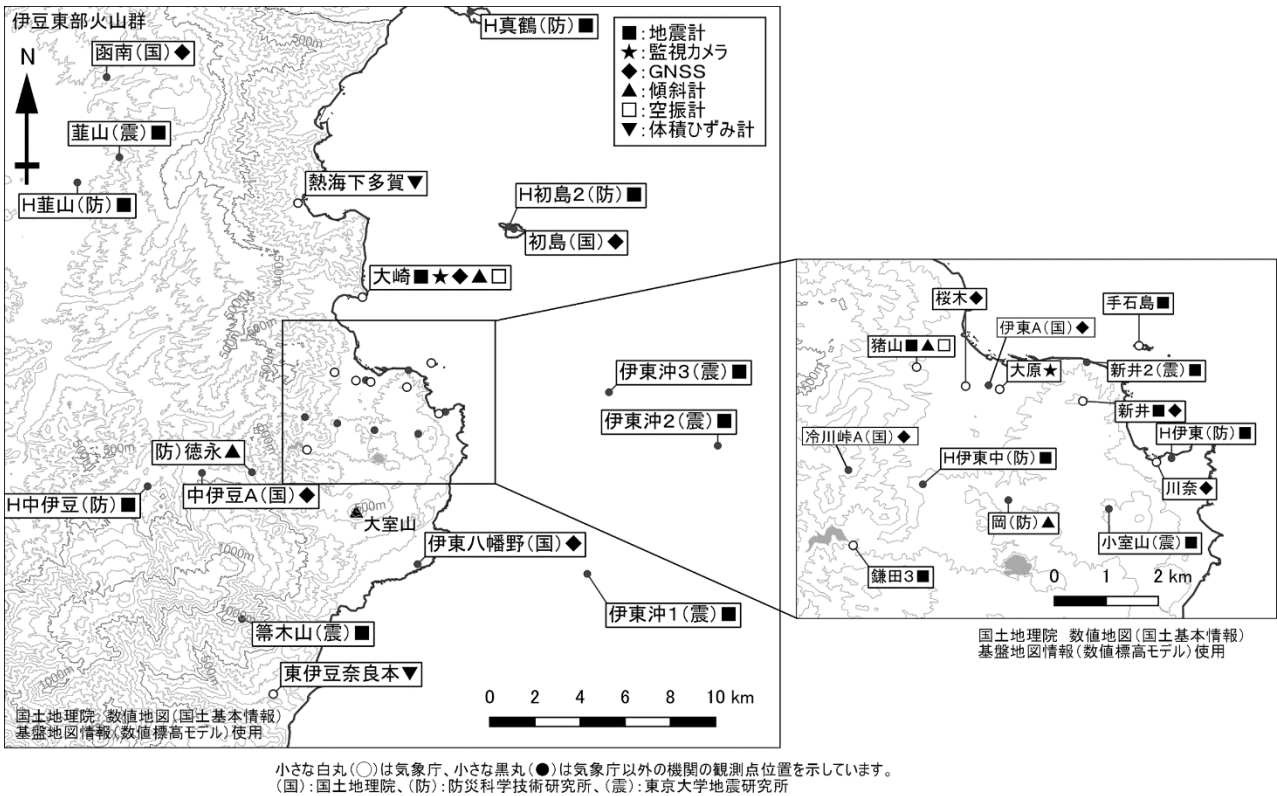 伊豆東部火山群
函南(国)◆
N
韮山(震)■
H韮山(防)■
H真鶴(防)■
■:地震計
★:監視カメラ
◆:GNSS
▲:傾斜計
□:空振計
▼:体積ひずみ計
熱海下多賀▼
H初島2(防)■
初島(国)◆
大崎■★◆▲□
伊東沖3(震)■
伊東沖2(震)■
防)徳永▲
中伊豆A(国)◆
H中伊豆(防)■
大室山
伊東八幡野(国)◆
伊東沖1(震)■
箒木山(震)■
東伊豆奈良本▼
500m
500m
500m
500m
500m
1000m
1000m
1000m
0 2 4 6 8 10 km
国土地理院 数値地図(国土基本情報)
基盤地図情報(数値標高モデル)使用
桜木◆
手石島■
伊東A(国)◆
猪山■▲□
大原★
新井2(震)■
新井■◆
冷川峠A(国)◆
H伊東(防)■
H伊東中(防)■
川奈◆
岡(防)▲
小室山(震)■
鎌田3■
500m
0 1 2 km
国土地理院 数値地図(国土基本情報)
基盤地図情報(数値標高モデル)使用
小さな白丸(○)は気象庁、小さな黒丸(●)は気象庁以外の機関の観測点位置を示しています。
(国):国土地理院、(防):防災科学技術研究所、(震):東京大学地震研究所